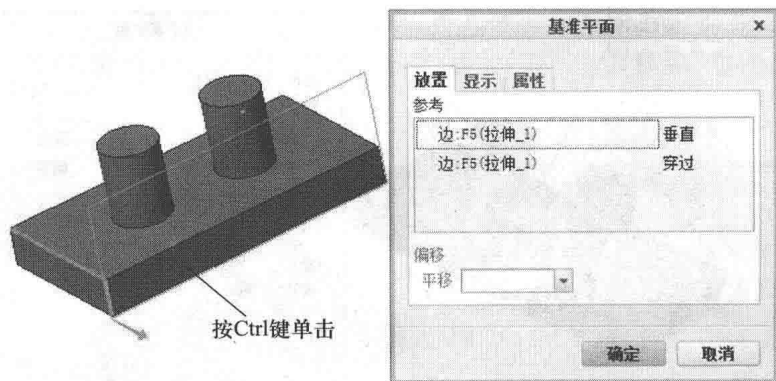 基准平面
放置 显示 属性
参考
边:F5(拉伸_1) 垂直
边:F5(拉伸_1) 穿过
偏移
平移
确定 取消
按Ctrl键单击